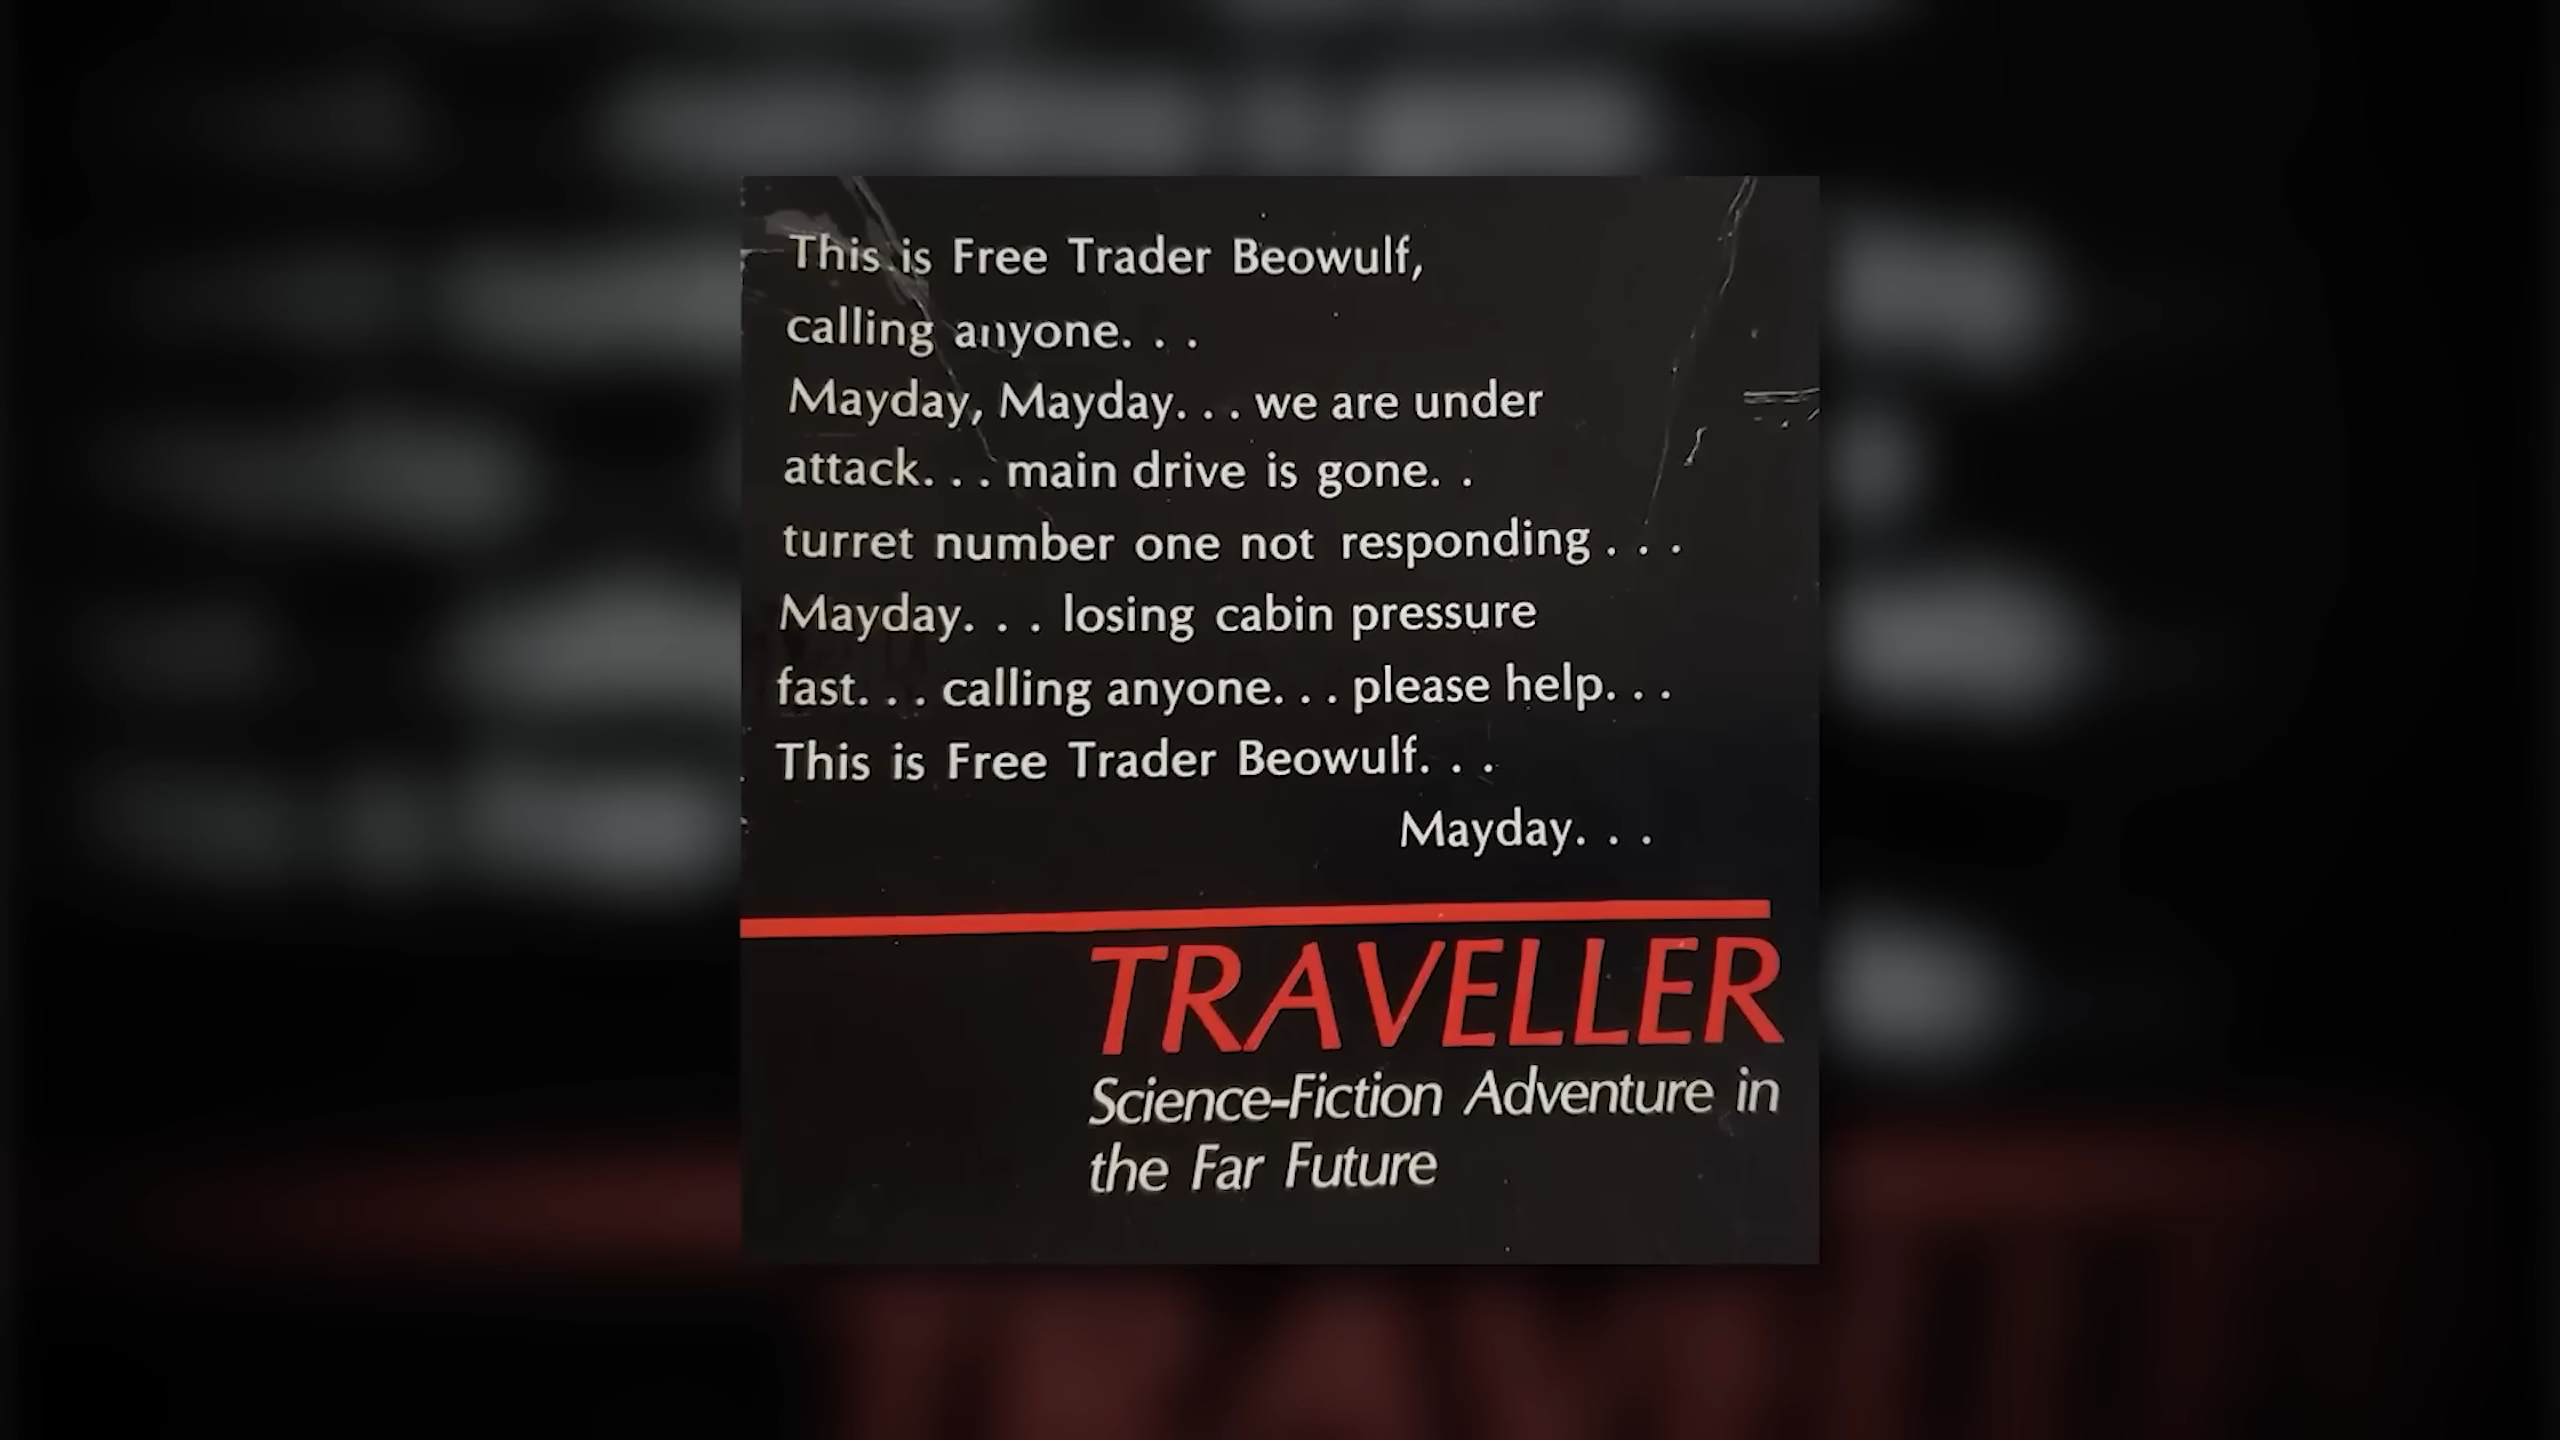 This is Free Trader Beowulf,
calling anyone. . .
Mayday, Mayday. . . we are under
attack. . . main drive is gone. .
turret number one not responding . . .
Mayday. . . losing cabin pressure
fast. . . calling anyone. . . please help. . .
This is Free Trader Beowulf. . .
Mayday. . .
TRAVELLER
Science-Fiction Adventure in
the Far Future